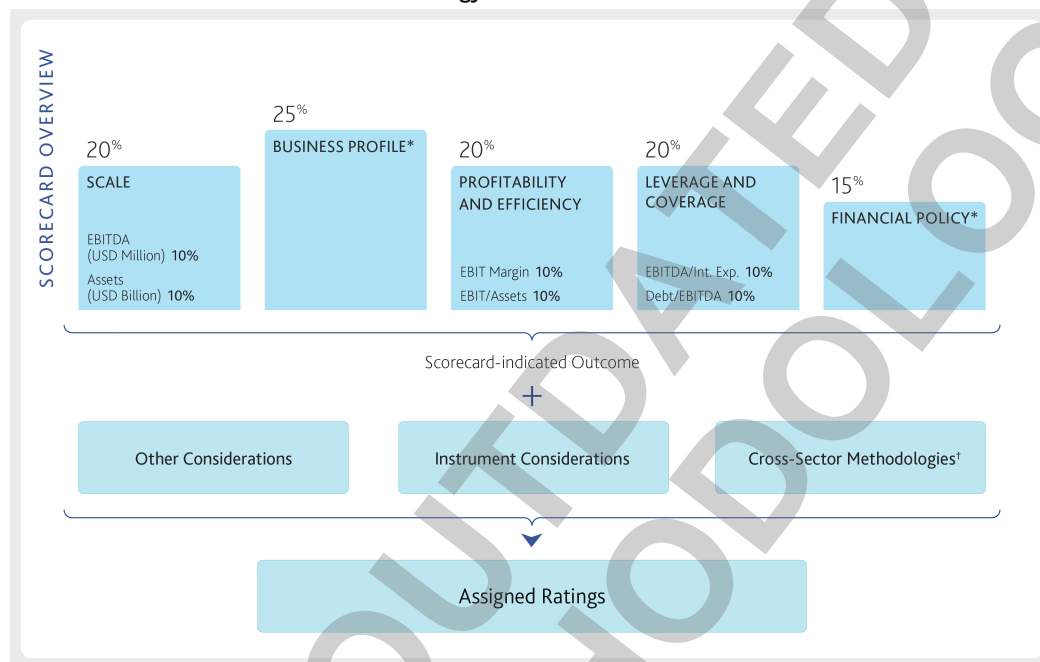 SCORECARD OVERVIEW
20%
SCALE
EBITDA
(USD Million) 10%
Assets
(USD Billion) 10%
25%
BUSINESS PROFILE*
20%
PROFITABILITY
AND EFFICIENCY
EBIT Margin 10%
EBIT/Assets 10%
20%
LEVERAGE AND
COVERAGE
EBITDA/Int. Exp. 10%
Debt/EBITDA 10%
15%
FINANCIAL POLICY*
Scorecard-indicated Outcome
+
Other Considerations
Instrument Considerations
Cross-Sector Methodologies†
Assigned Ratings
OUTDATED